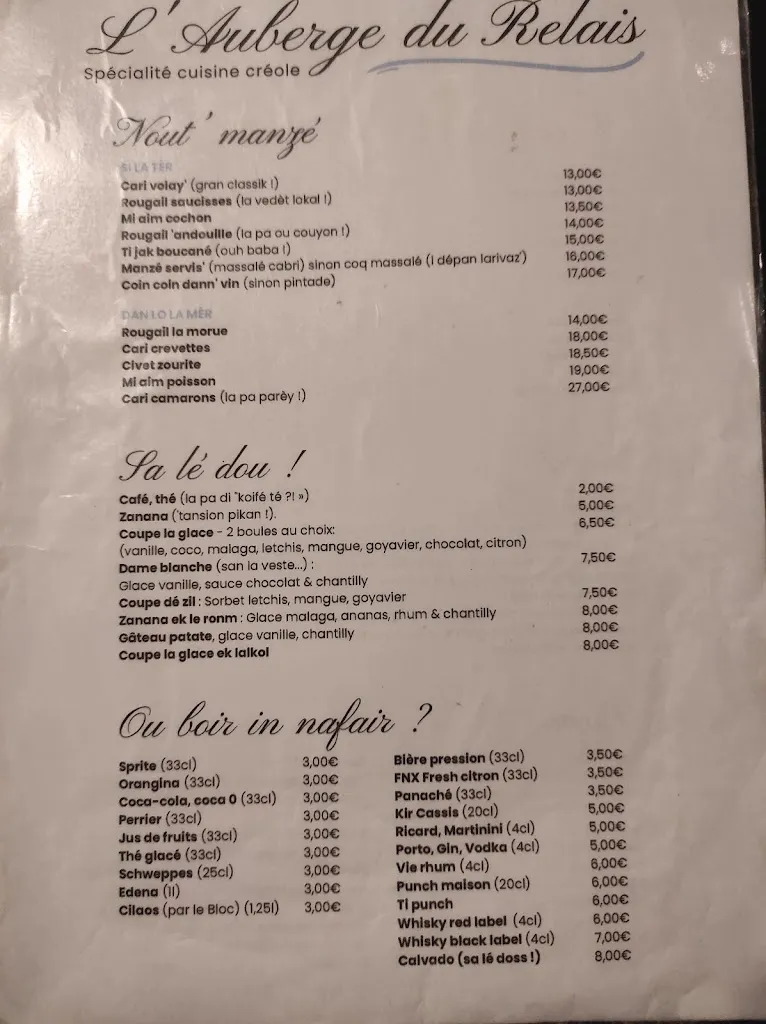 L'Auberge du Relais
Spécialité cuisine créole
Nout' manzé
SI LA TÈR
Cari volay' (gran classik !) 13,00€
Rougail saucisses (la vedèt lokal !) 13,00€
Mi aim cochon 13,50€
Rougail 'andouille (la pa ou couyon !) 14,00€
Ti jak boucané (ouh baba !) 15,00€
Manzé servis' (massalé cabri) sinon coq massalé (i dépan larivaz') 16,00€
Coin coin dann' vin (sinon pintade) 17,00€
DAN LO LA MÈR
Rougail la morue 14,00€
Cari crevettes 18,00€
Civet zourite 18,50€
Mi aim poisson 19,00€
Cari camarons (la pa parèy !) 27,00€
Sa lé dou !
Café, thé (la pa di "koifé té ?! ») 2,00€
Zanana ('tansion pikan !). 5,00€
Coupe la glace - 2 boules au choix: 6,50€
(vanille, coco, malaga, letchis, mangue, goyavier, chocolat, citron)
Dame blanche (san la veste...) : 7,50€
Glace vanille, sauce chocolat & chantilly
Coupe dé zil : Sorbet letchis, mangue, goyavier 7,50€
Zanana ek le ronm : Glace malaga, ananas, rhum & chantilly 8,00€
Gâteau patate, glace vanille, chantilly 8,00€
Coupe la glace ek lalkol 8,00€
Ou boir in nafair ?
Sprite (33cl) 3,00€
Orangina (33cl) 3,00€
Coca-cola, coca 0 (33cl) 3,00€
Perrier (33cl) 3,00€
Jus de fruits (33cl) 3,00€
Thé glacé (33cl) 3,00€
Schweppes (25cl) 3,00€
Edena (1l) 3,00€
Cilaos (par le Bloc) (1,25l) 3,00€
Bière pression (33cl) 3,50€
FNX Fresh citron (33cl) 3,50€
Panaché (33cl) 3,50€
Kir Cassis (20cl) 5,00€
Ricard, Martinini (4cl) 5,00€
Porto, Gin, Vodka (4cl) 5,00€
Vie rhum (4cl) 6,00€
Punch maison (20cl) 6,00€
Ti punch 6,00€
Whisky red label (4cl) 6,00€
Whisky black label (4cl) 7,00€
Calvado (sa lé doss !) 8,00€